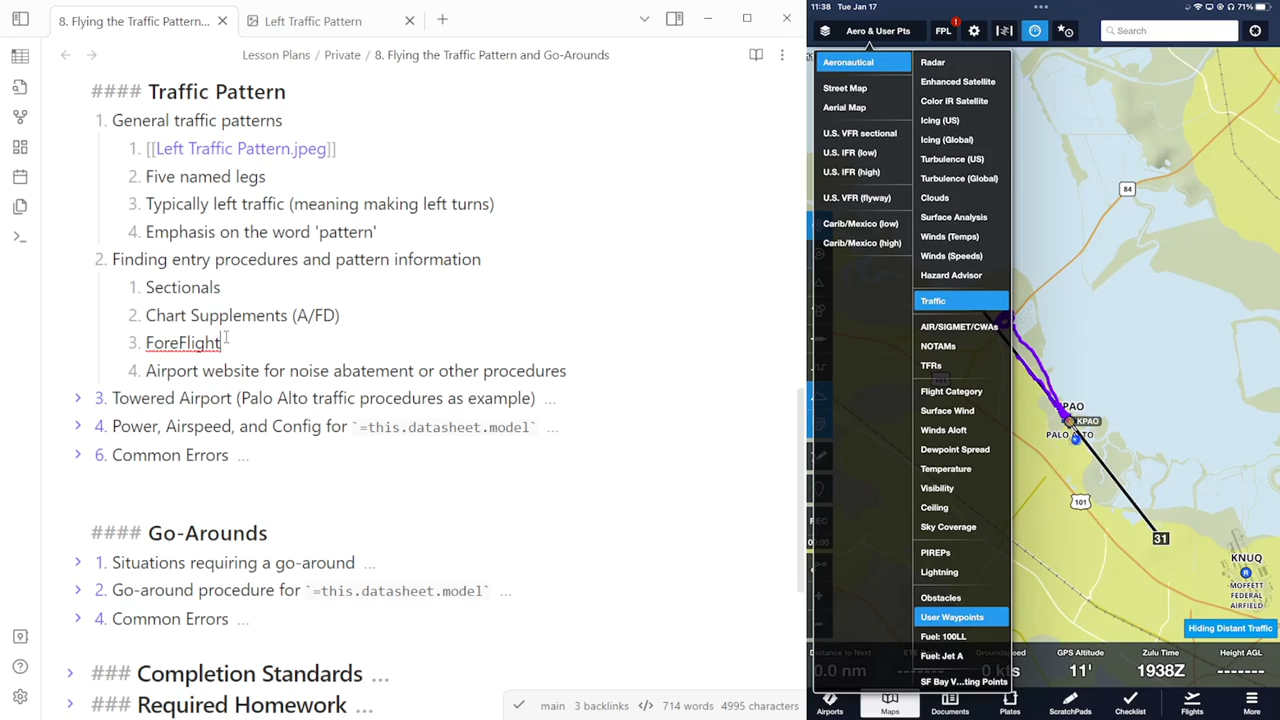 8. Flying the Traffic Pattern...
Left Traffic Pattern
Lesson Plans / Private / 8. Flying the Traffic Pattern and Go-Arounds
#### Traffic Pattern
1. General traffic patterns
1. [[Left Traffic Pattern.jpeg]]
2. Five named legs
3. Typically left traffic (meaning making left turns)
4. Emphasis on the word 'pattern'
2. Finding entry procedures and pattern information
1. Sectionals
2. Chart Supplements (A/FD)
3. ForeFlight
4. Airport website for noise abatement or other procedures
3. Towered Airport (Palo Alto traffic procedures as example) ...
4. Power, Airspeed, and Config for `=this.datasheet.model` ...
6. Common Errors ...
#### Go-Arounds
1. Situations requiring a go-around ...
2. Go-around procedure for `=this.datasheet.model` ...
4. Common Errors ...
### Completion Standards ...
### Required Homework ...
main 3 backlinks 714 words 4995 characters
11:38 Tue Jan 17
71%
Aero & User Pts
FPL
Search
Aeronautical
Street Map
Aerial Map
U.S. VFR sectional
U.S. IFR (low)
U.S. IFR (high)
U.S. VFR (flyway)
Carib/Mexico (low)
Carib/Mexico (high)
Radar
Enhanced Satellite
Color IR Satellite
Icing (US)
Icing (Global)
Turbulence (US)
Turbulence (Global)
Clouds
Surface Analysis
Winds (Temps)
Winds (Speeds)
Hazard Advisor
Traffic
AIR/SIGMET/CWAs
NOTAMs
TFRs
Flight Category
Surface Wind
Winds Aloft
Dewpoint Spread
Temperature
Visibility
Ceiling
Sky Coverage
PIREPs
Lightning
Obstacles
User Waypoints
Fuel: 100LL
Fuel: Jet A
SF Bay V...ting Points
84
KPAO
101
31
KNUQ
R
MOFFETT
FEDERAL
AIRFIELD
Hiding Distant Traffic
Groundspeed
GPS Altitude
Zulu Time
Height AGL
0.0 nm
0 kts
11'
1938Z
Airports
Maps
Documents
Plates
ScratchPads
Checklist
Flights
More